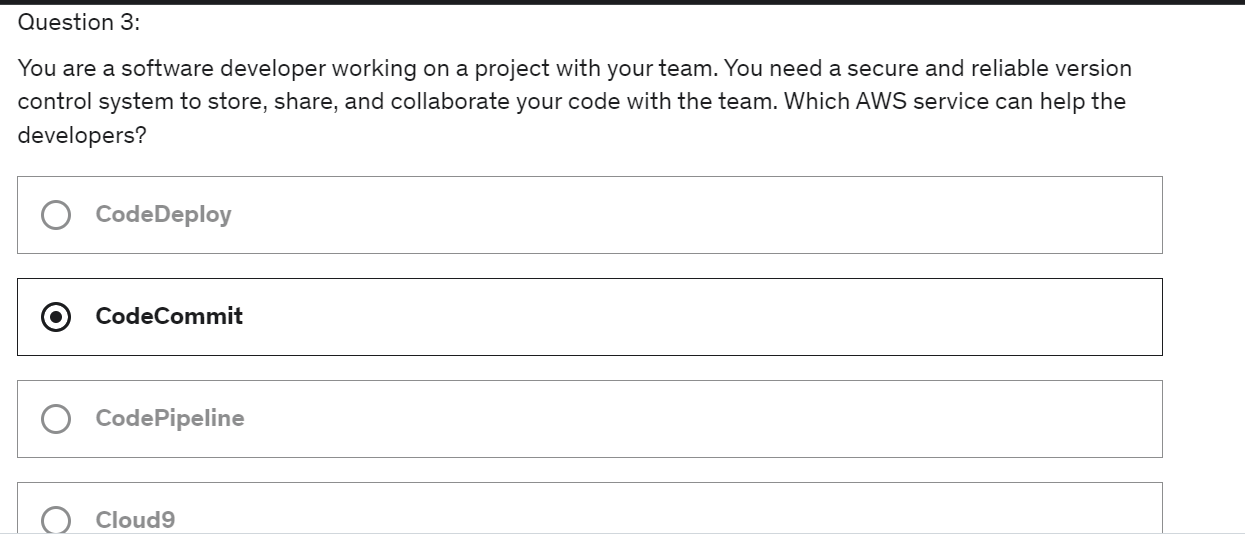 Question 3:
You are a software developer working on a project with your team. You need a secure and reliable version
control system to store, share, and collaborate your code with the team. Which AWS service can help the
developers?
CodeDeploy
CodeCommit
CodePipeline
Cloud9